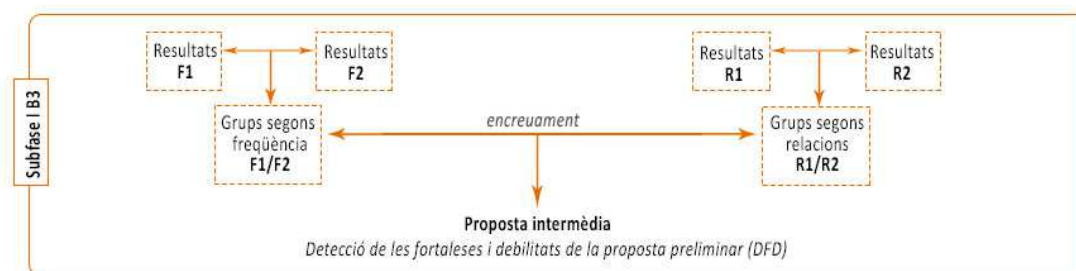 Subfase I B3
Resultats
F1
Resultats
F2
Resultats
R1
Resultats
R2
Grups segons
freqüència
F1/F2
encreuament
Grups segons
relacions
R1/R2
Proposta intermèdia
Detecció de les fortaleses i debilitats de la proposta preliminar (DFD)